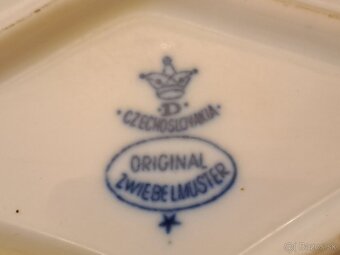 ·D·
·CZECHOSLOVAKIA·
ORIGINAL
ZWIEBELMUSTER